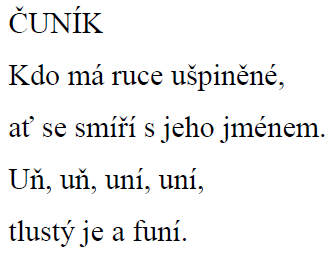 ČUNÍK
Kdo má ruce ušpiněné,
ať se smíří s jeho jménem.
Uň, uň, uní, uní,
tlustý je a funí.